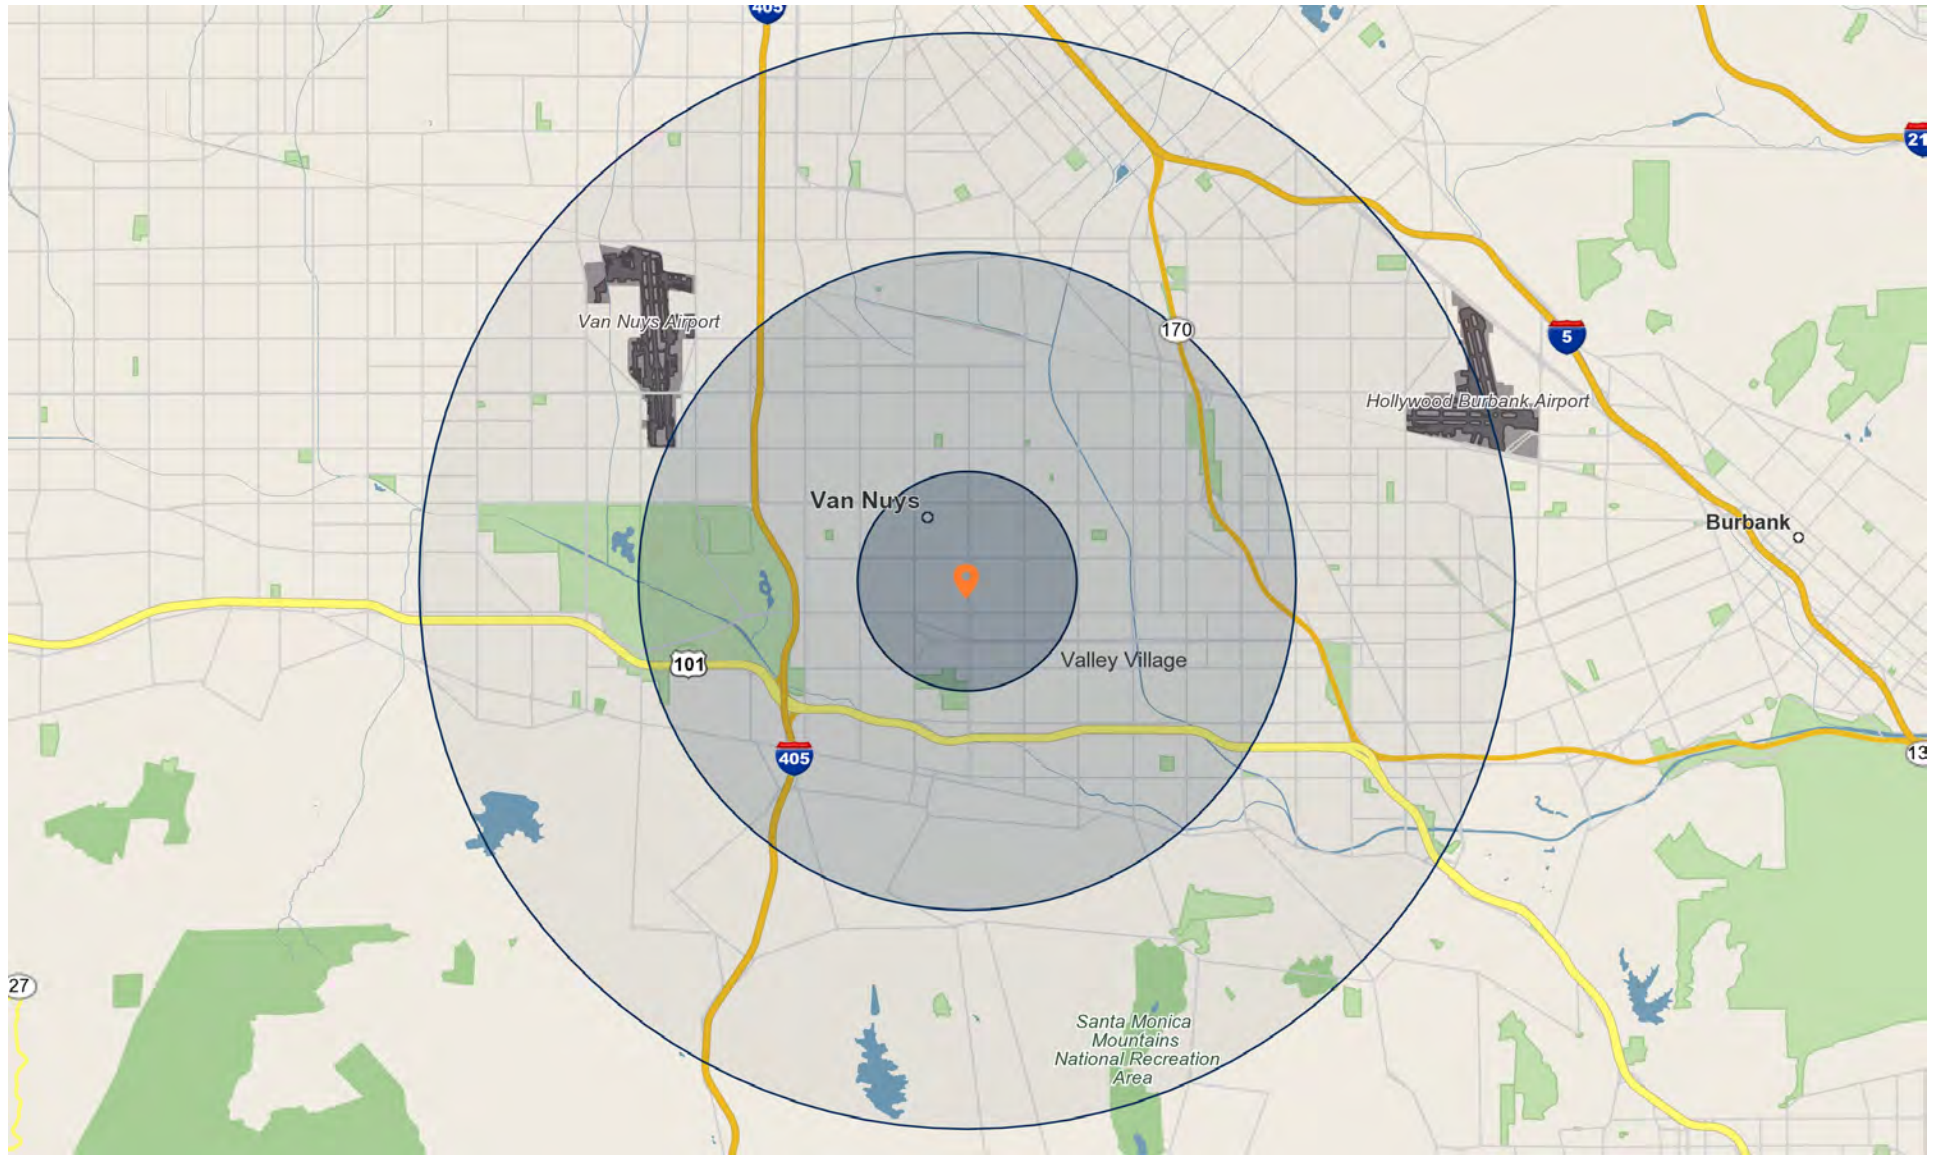 405
21
Van Nuys Airport
170
5
Hollywood Burbank Airport
Van Nuys
Burbank
Valley Village
101
405
13
27
Santa Monica
Mountains
National Recreation
Area